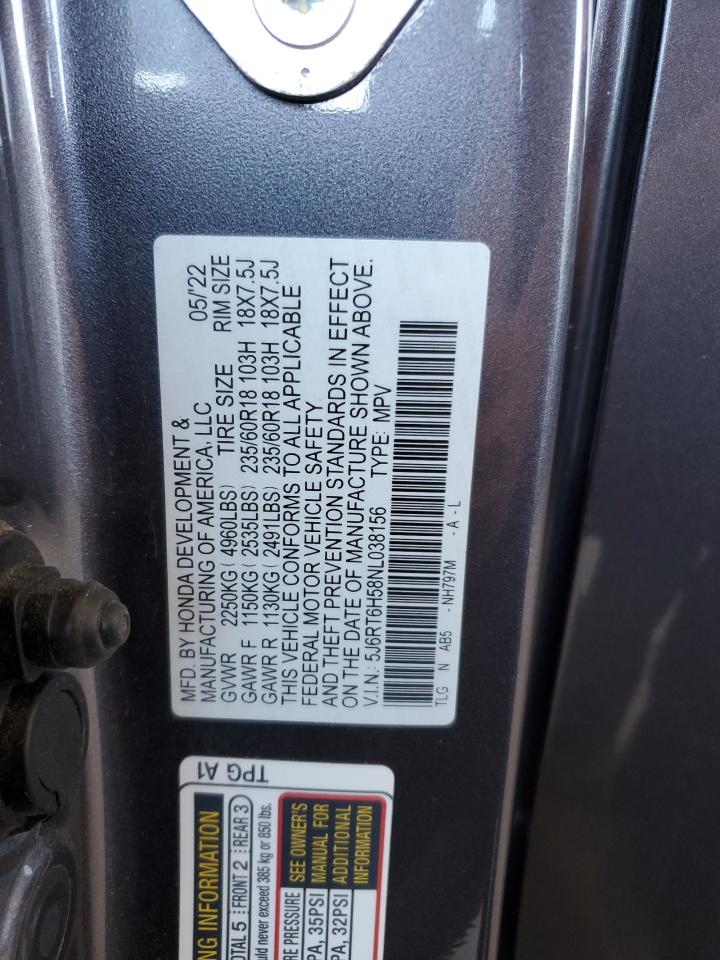 MFD. BY HONDA DEVELOPMENT &
MANUFACTURING OF AMERICA, LLC 05/'22
GVWR 2250KG( 4960LBS) TIRE SIZE RIM SIZE
GAWR F 1150KG( 2535LBS) 235/60R18 103H 18X7.5J
GAWR R 1130KG( 2491LBS) 235/60R18 103H 18X7.5J
THIS VEHICLE CONFORMS TO ALL APPLICABLE
FEDERAL MOTOR VEHICLE SAFETY
AND THEFT PREVENTION STANDARDS IN EFFECT
ON THE DATE OF MANUFACTURE SHOWN ABOVE.
V.I.N.: 5J8RT6H58NL038156 TYPE: MPV
TLG N AB5 - NH797M - A - L
TPG A1
NG INFORMATION
OTAL 5 FRONT 2 REAR 3
ould never exceed 385 kg or 850 lbs.
RE PRESSURE
PA, 35PSI
PA, 32PSI
SEE OWNER'S
MANUAL FOR
ADDITIONAL
INFORMATION